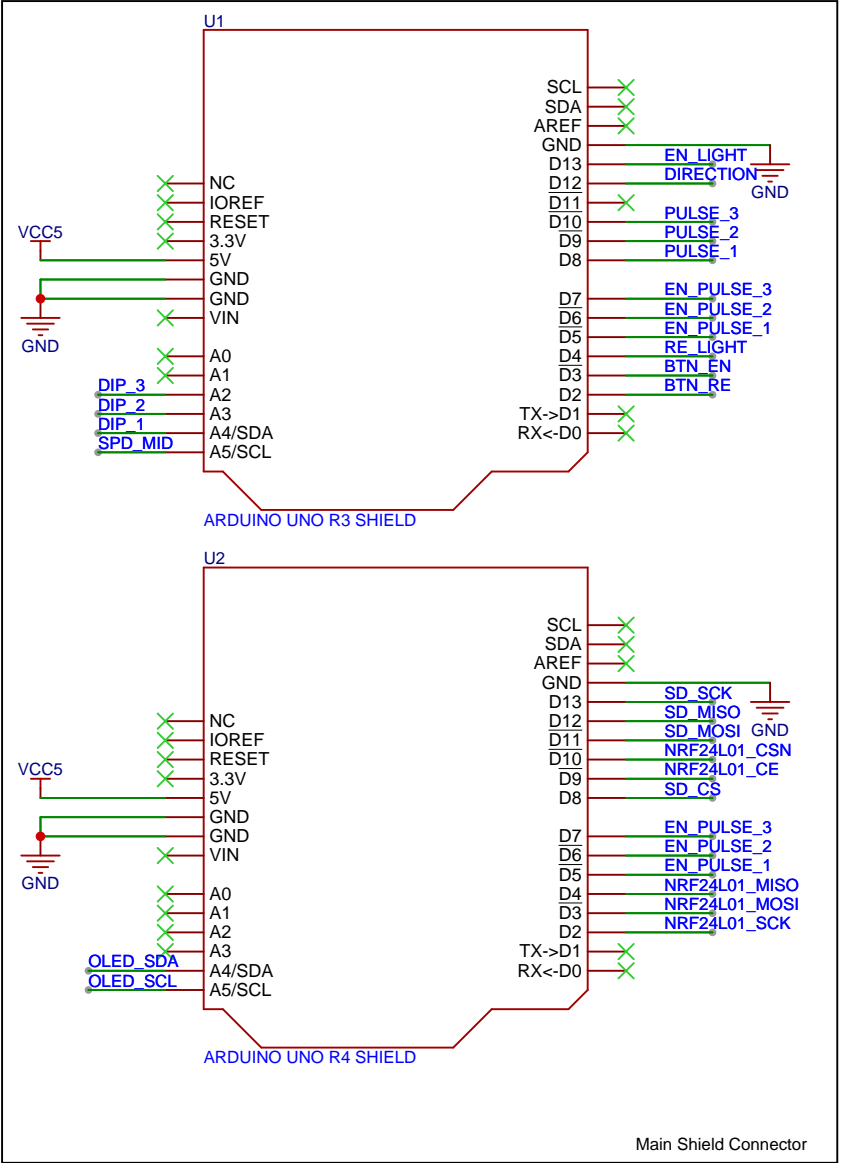 U1
SCL
SDA
AREF
GND
EN_LIGHT
D13
DIRECTION
GND
NC
D12
IOREF
D11
RESET
D10
PULSE_3
VCC5
3.3V
D9
PULSE_2
5V
D8
PULSE_1
GND
GND
D7
EN_PULSE_3
VIN
D6
EN_PULSE_2
GND
D5
EN_PULSE_1
A0
D4
RE_LIGHT
A1
D3
BTN_EN
DIP_3
A2
D2
BTN_RE
DIP_2
A3
TX->D1
DIP_1
A4/SDA
RX<-D0
SPD_MID
A5/SCL
ARDUINO UNO R3 SHIELD
U2
SCL
SDA
AREF
GND
SD_SCK
D13
SD_MISO
GND
NC
D12
SD_MOSI
IOREF
D11
RESET
D10
NRF24L01_CSN
VCC5
3.3V
D9
NRF24L01_CE
5V
D8
SD_CS
GND
GND
D7
EN_PULSE_3
VIN
D6
EN_PULSE_2
GND
D5
EN_PULSE_1
A0
D4
NRF24L01_MISO
A1
D3
NRF24L01_MOSI
A2
D2
NRF24L01_SCK
A3
TX->D1
OLED_SDA
A4/SDA
RX<-D0
OLED_SCL
A5/SCL
ARDUINO UNO R4 SHIELD
Main Shield Connector